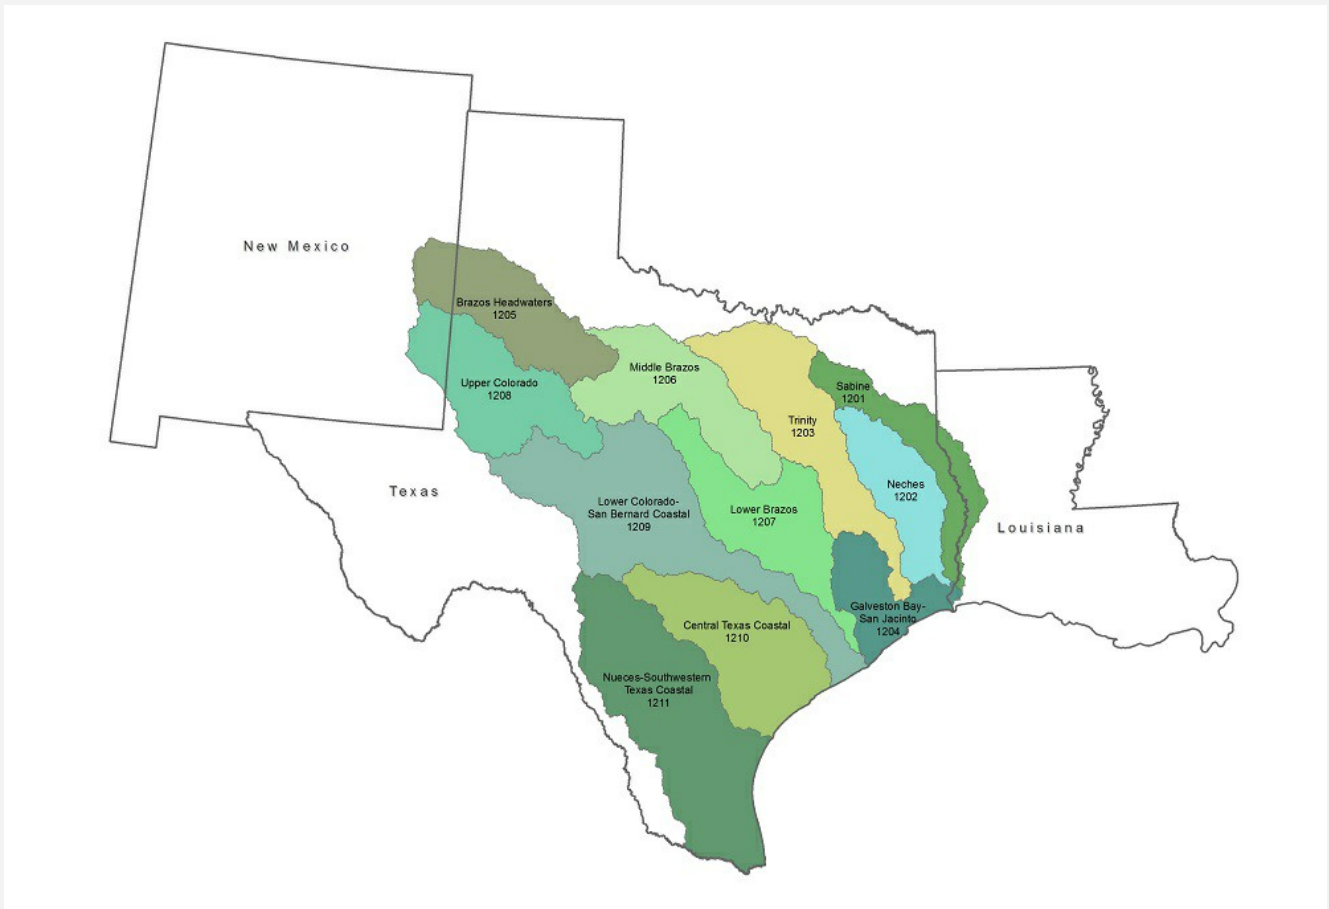 New Mexico
Brazos Headwaters
1205
Middle Brazos
1206
Upper Colorado
1208
Sabine
1201
Trinity
1203
Neches
1202
Texas
Lower Colorado-
San Bernard Coastal
1209
Lower Brazos
1207
Louisiana
Galveston Bay-
San Jacinto
1204
Central Texas Coastal
1210
Nueces-Southwestern
Texas Coastal
1211